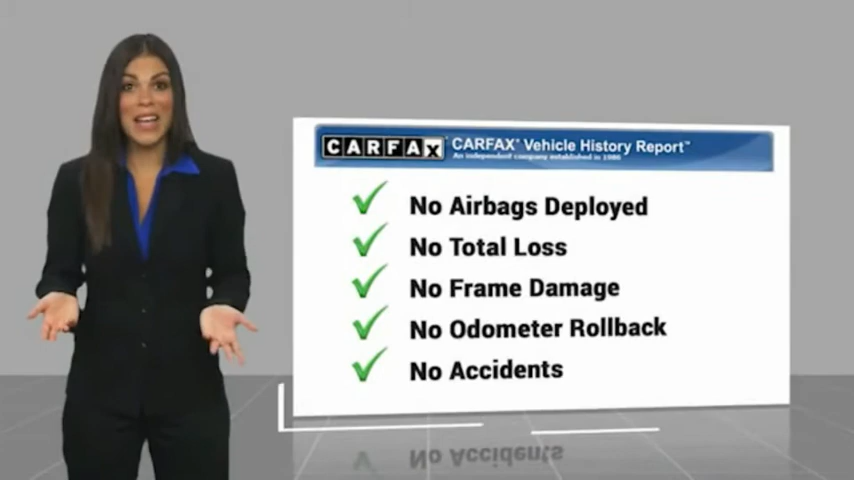 CARFAX CARFAX® Vehicle History Report™
An independent company established in 1986
No Airbags Deployed
No Total Loss
No Frame Damage
No Odometer Rollback
No Accidents
No Accidents